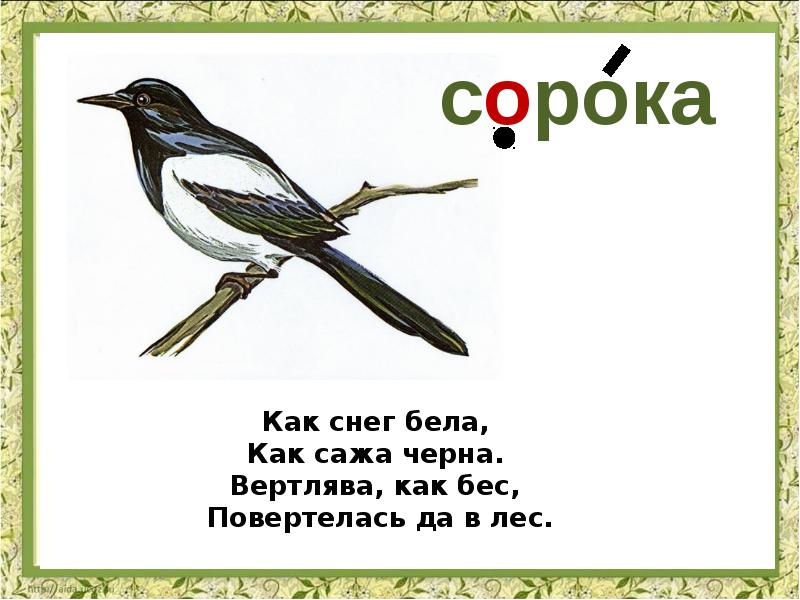 сорока
Как снег бела,
Как сажа черна.
Вертлява, как бес,
Повертелась да в лес.